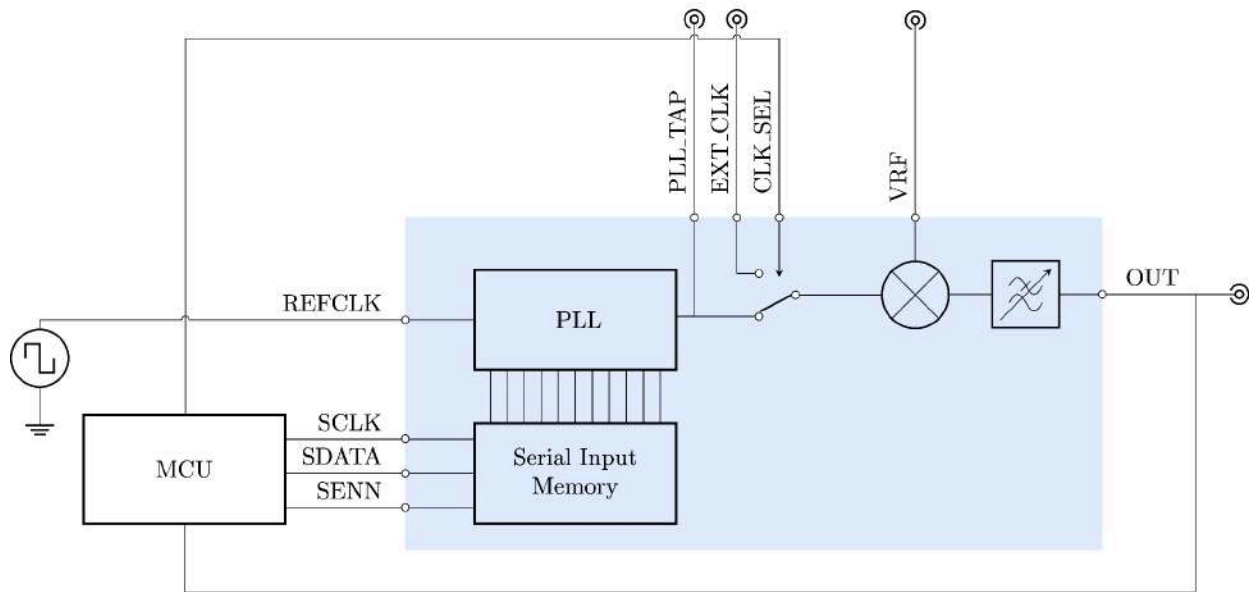 PLL_TAP
EXT_CLK
CLK_SEL
VRF
OUT
REFCLK
PLL
SCLK
SDATA
SENN
MCU
Serial Input
Memory